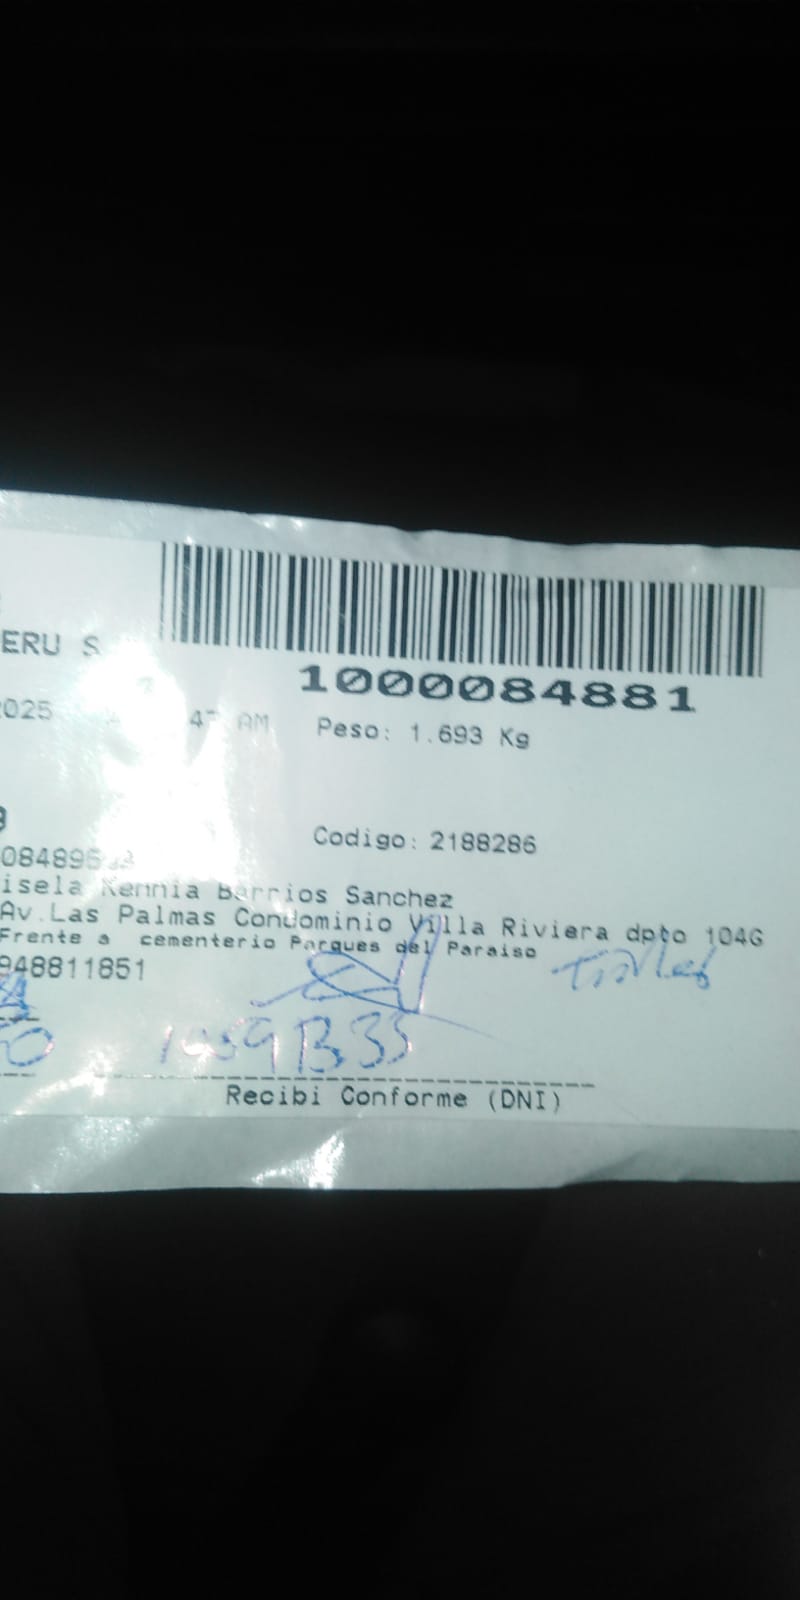 1000084881
ERU S
2025 47 AM Peso: 1.693 Kg
Codigo: 2188286
isela Kennia Barrios Sanchez
Av.Las Palmas Condominio Villa Riviera dpto 104G
Frente a cementerio Parques del Paraiso
948811851
Recibi Conforme (DNI)